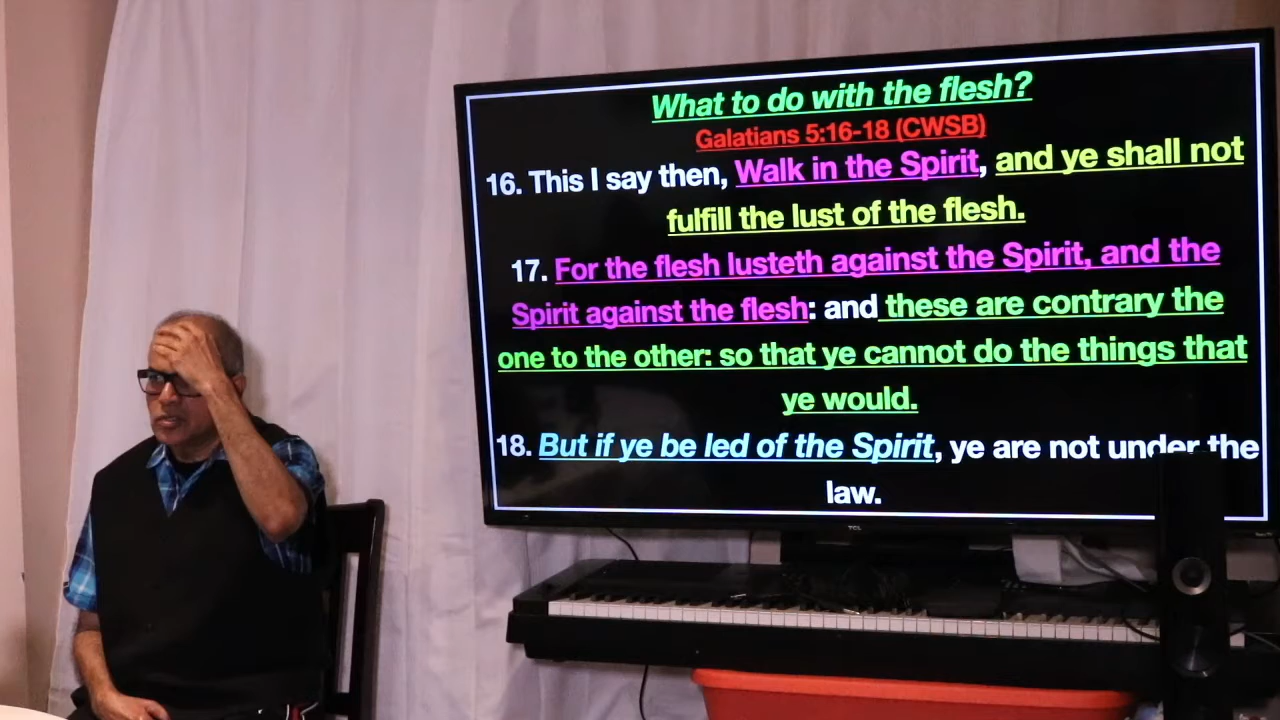 What to do with the flesh?
Galatians 5:16-18 (CWSB)
16. This I say then, Walk in the Spirit, and ye shall not
fulfill the lust of the flesh.
17. For the flesh lusteth against the Spirit, and the
Spirit against the flesh: and these are contrary the
one to the other: so that ye cannot do the things that
ye would.
18. But if ye be led of the Spirit, ye are not under the
law.
TCL